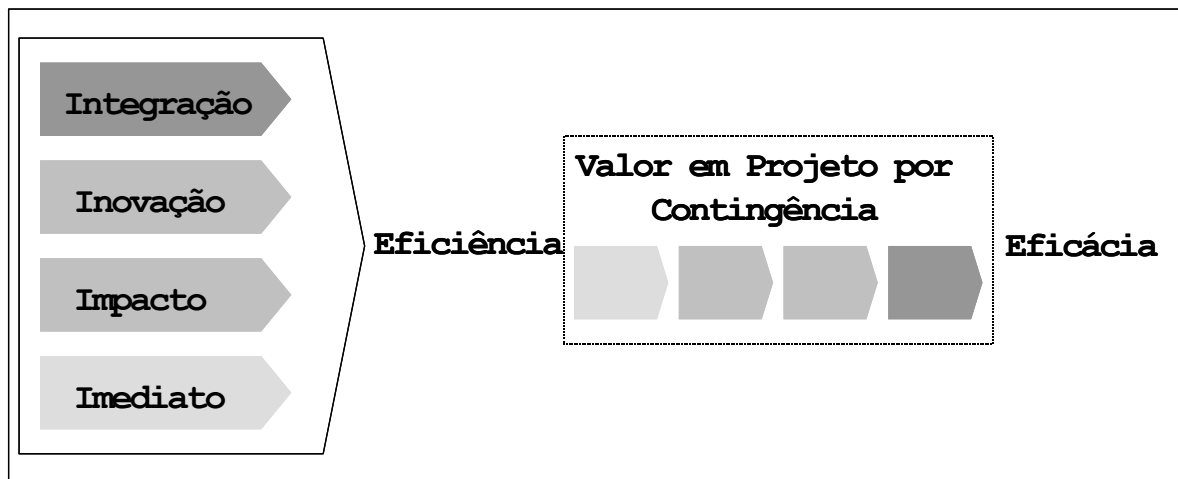 Integração
Inovação
Impacto
Imediato
Eficiência
Valor em Projeto por
Contingência
Eficácia